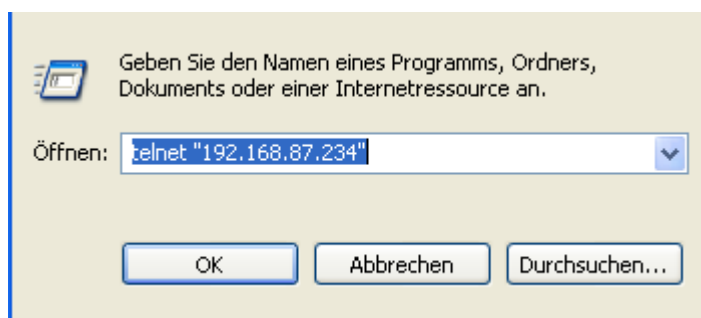 Geben Sie den Namen eines Programms, Ordners,
Dokuments oder einer Internetressource an.
Öffnen: telnet "192.168.87.234"
OK Abbrechen Durchsuchen...